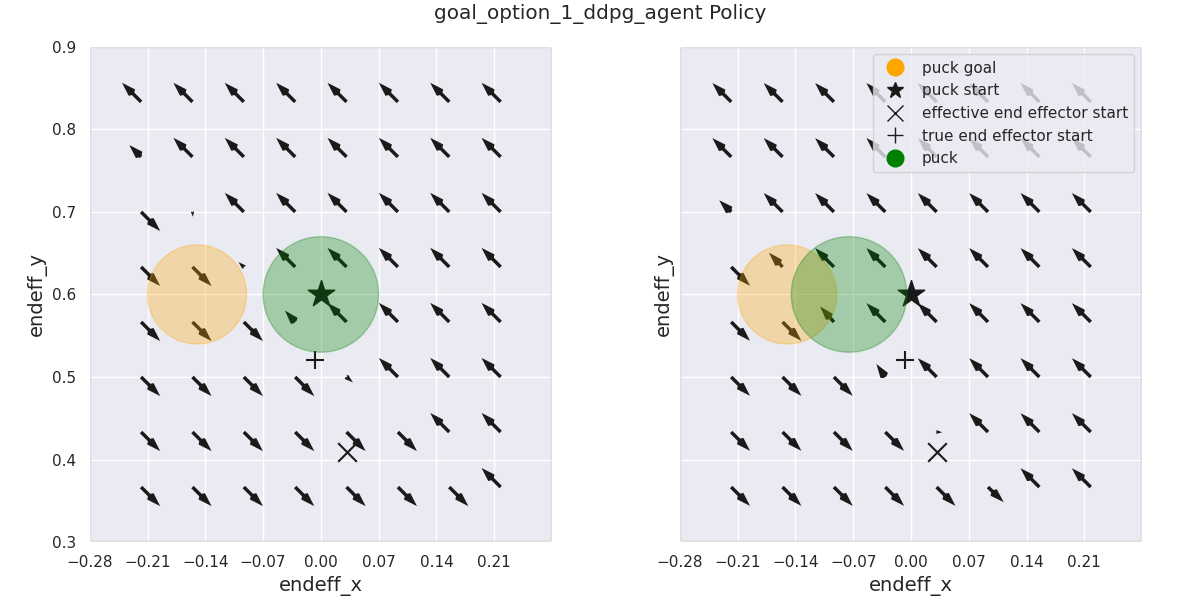 goal_option_1_ddpg_agent Policy
0.9
0.8
0.7
0.6
0.5
0.4
0.3
endeff_y
−0.28 −0.21 −0.14 −0.07 0.00 0.07 0.14 0.21
endeff_x
puck goal
puck start
effective end effector start
true end effector start
puck
endeff_y
−0.28 −0.21 −0.14 −0.07 0.00 0.07 0.14 0.21
endeff_x